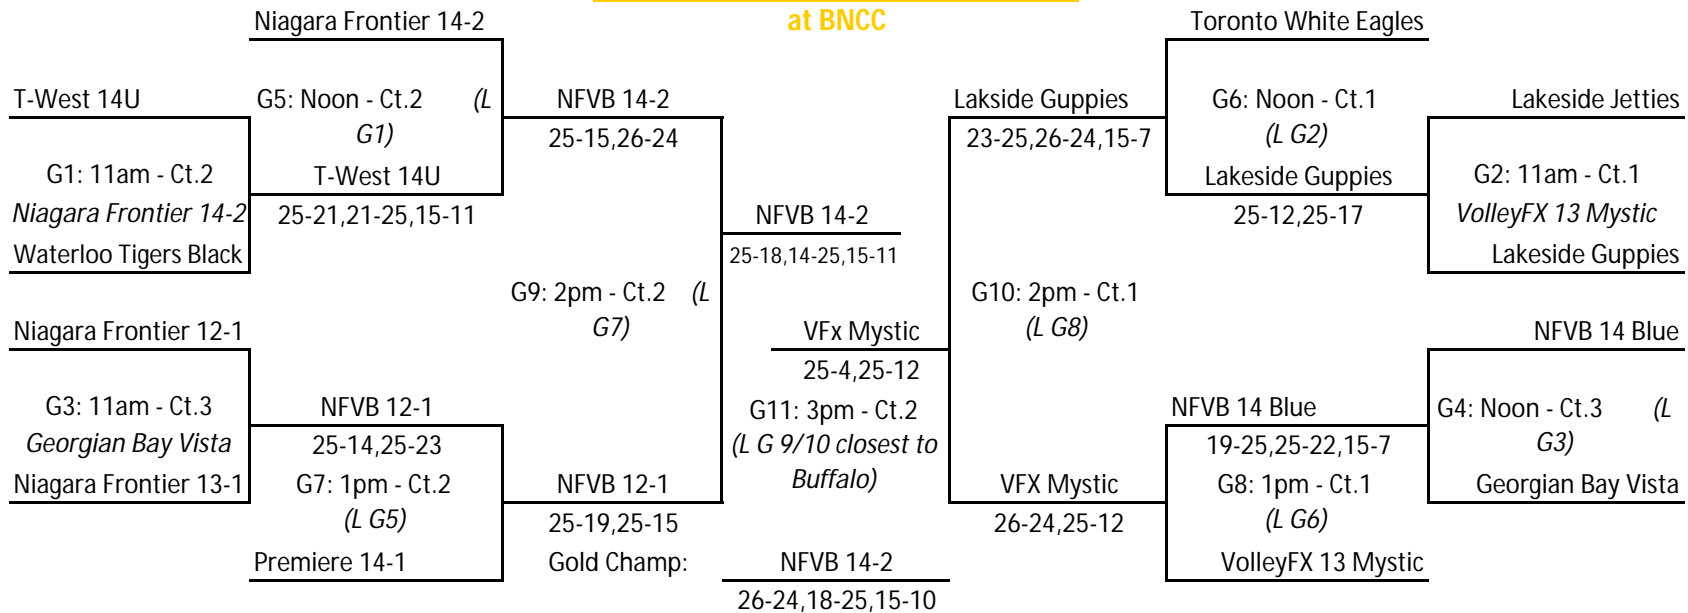 at BNCC
Niagara Frontier 14-2
Toronto White Eagles
T-West 14U
G5: Noon - Ct.2 (L
G1)
NFVB 14-2
25-15,26-24
Lakside Guppies
23-25,26-24,15-7
G6: Noon - Ct.1
(L G2)
Lakeside Jetties
G1: 11am - Ct.2
Niagara Frontier 14-2
Waterloo Tigers Black
T-West 14U
25-21,21-25,15-11
NFVB 14-2
25-18,14-25,15-11
Lakeside Guppies
25-12,25-17
G2: 11am - Ct.1
VolleyFX 13 Mystic
Lakeside Guppies
G9: 2pm - Ct.2 (L
G7)
G10: 2pm - Ct.1
(L G8)
Niagara Frontier 12-1
VFx Mystic
25-4,25-12
NFVB 14 Blue
G3: 11am - Ct.3
Georgian Bay Vista
Niagara Frontier 13-1
NFVB 12-1
25-14,25-23
G11: 3pm - Ct.2
(L G 9/10 closest to
Buffalo)
NFVB 14 Blue
19-25,25-22,15-7
G4: Noon - Ct.3 (L
G3)
Georgian Bay Vista
G7: 1pm - Ct.2
(L G5)
NFVB 12-1
25-19,25-15
VFX Mystic
26-24,25-12
G8: 1pm - Ct.1
(L G6)
Premiere 14-1
Gold Champ:
NFVB 14-2
26-24,18-25,15-10
VolleyFX 13 Mystic